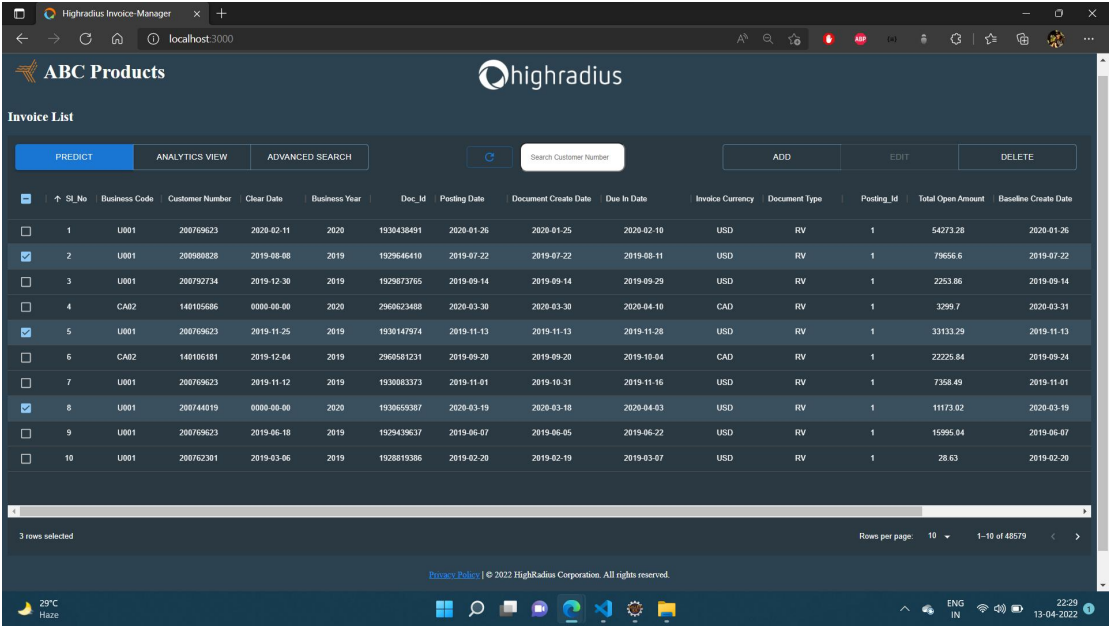 Highradius Invoice-Manager
localhost:3000
ABP
ABC Products
highradius
Invoice List
PREDICT ANALYTICS VIEW ADVANCED SEARCH Search Customer Number ADD EDIT DELETE
Sl_No Business Code Customer Number Clear Date Business Year Doc_Id Posting Date Document Create Date Due In Date Invoice Currency Document Type Posting_Id Total Open Amount Baseline Create Date
1 U001 200769623 2020-02-11 2020 1930438491 2020-01-26 2020-01-25 2020-02-10 USD RV 1 54273.28 2020-01-26
2 U001 200980828 2019-08-08 2019 1929646410 2019-07-22 2019-07-22 2019-08-11 USD RV 1 79656.6 2019-07-22
3 U001 200792734 2019-12-30 2019 1929873765 2019-09-14 2019-09-14 2019-09-29 USD RV 1 2253.86 2019-09-14
4 CA02 140105686 0000-00-00 2020 2960623488 2020-03-30 2020-03-30 2020-04-10 CAD RV 1 3299.7 2020-03-31
5 U001 200769623 2019-11-25 2019 1930147974 2019-11-13 2019-11-13 2019-11-28 USD RV 1 33133.29 2019-11-13
6 CA02 140106181 2019-12-04 2019 2960581231 2019-09-20 2019-09-20 2019-10-04 CAD RV 1 22225.84 2019-09-24
7 U001 200769623 2019-11-12 2019 1930083373 2019-11-01 2019-10-31 2019-11-16 USD RV 1 7358.49 2019-11-01
8 U001 200744019 0000-00-00 2020 1930659387 2020-03-19 2020-03-18 2020-04-03 USD RV 1 11173.02 2020-03-19
9 U001 200769623 2019-06-18 2019 1929439637 2019-06-07 2019-06-05 2019-06-22 USD RV 1 15995.04 2019-06-07
10 U001 200762301 2019-03-06 2019 1928819386 2019-02-20 2019-02-19 2019-03-07 USD RV 1 28.63 2019-02-20
3 rows selected Rows per page: 10 1–10 of 48579
Privacy Policy | © 2022 HighRadius Corporation. All rights reserved.
29°C ENG 22:29
Haze IN 13-04-2022 1